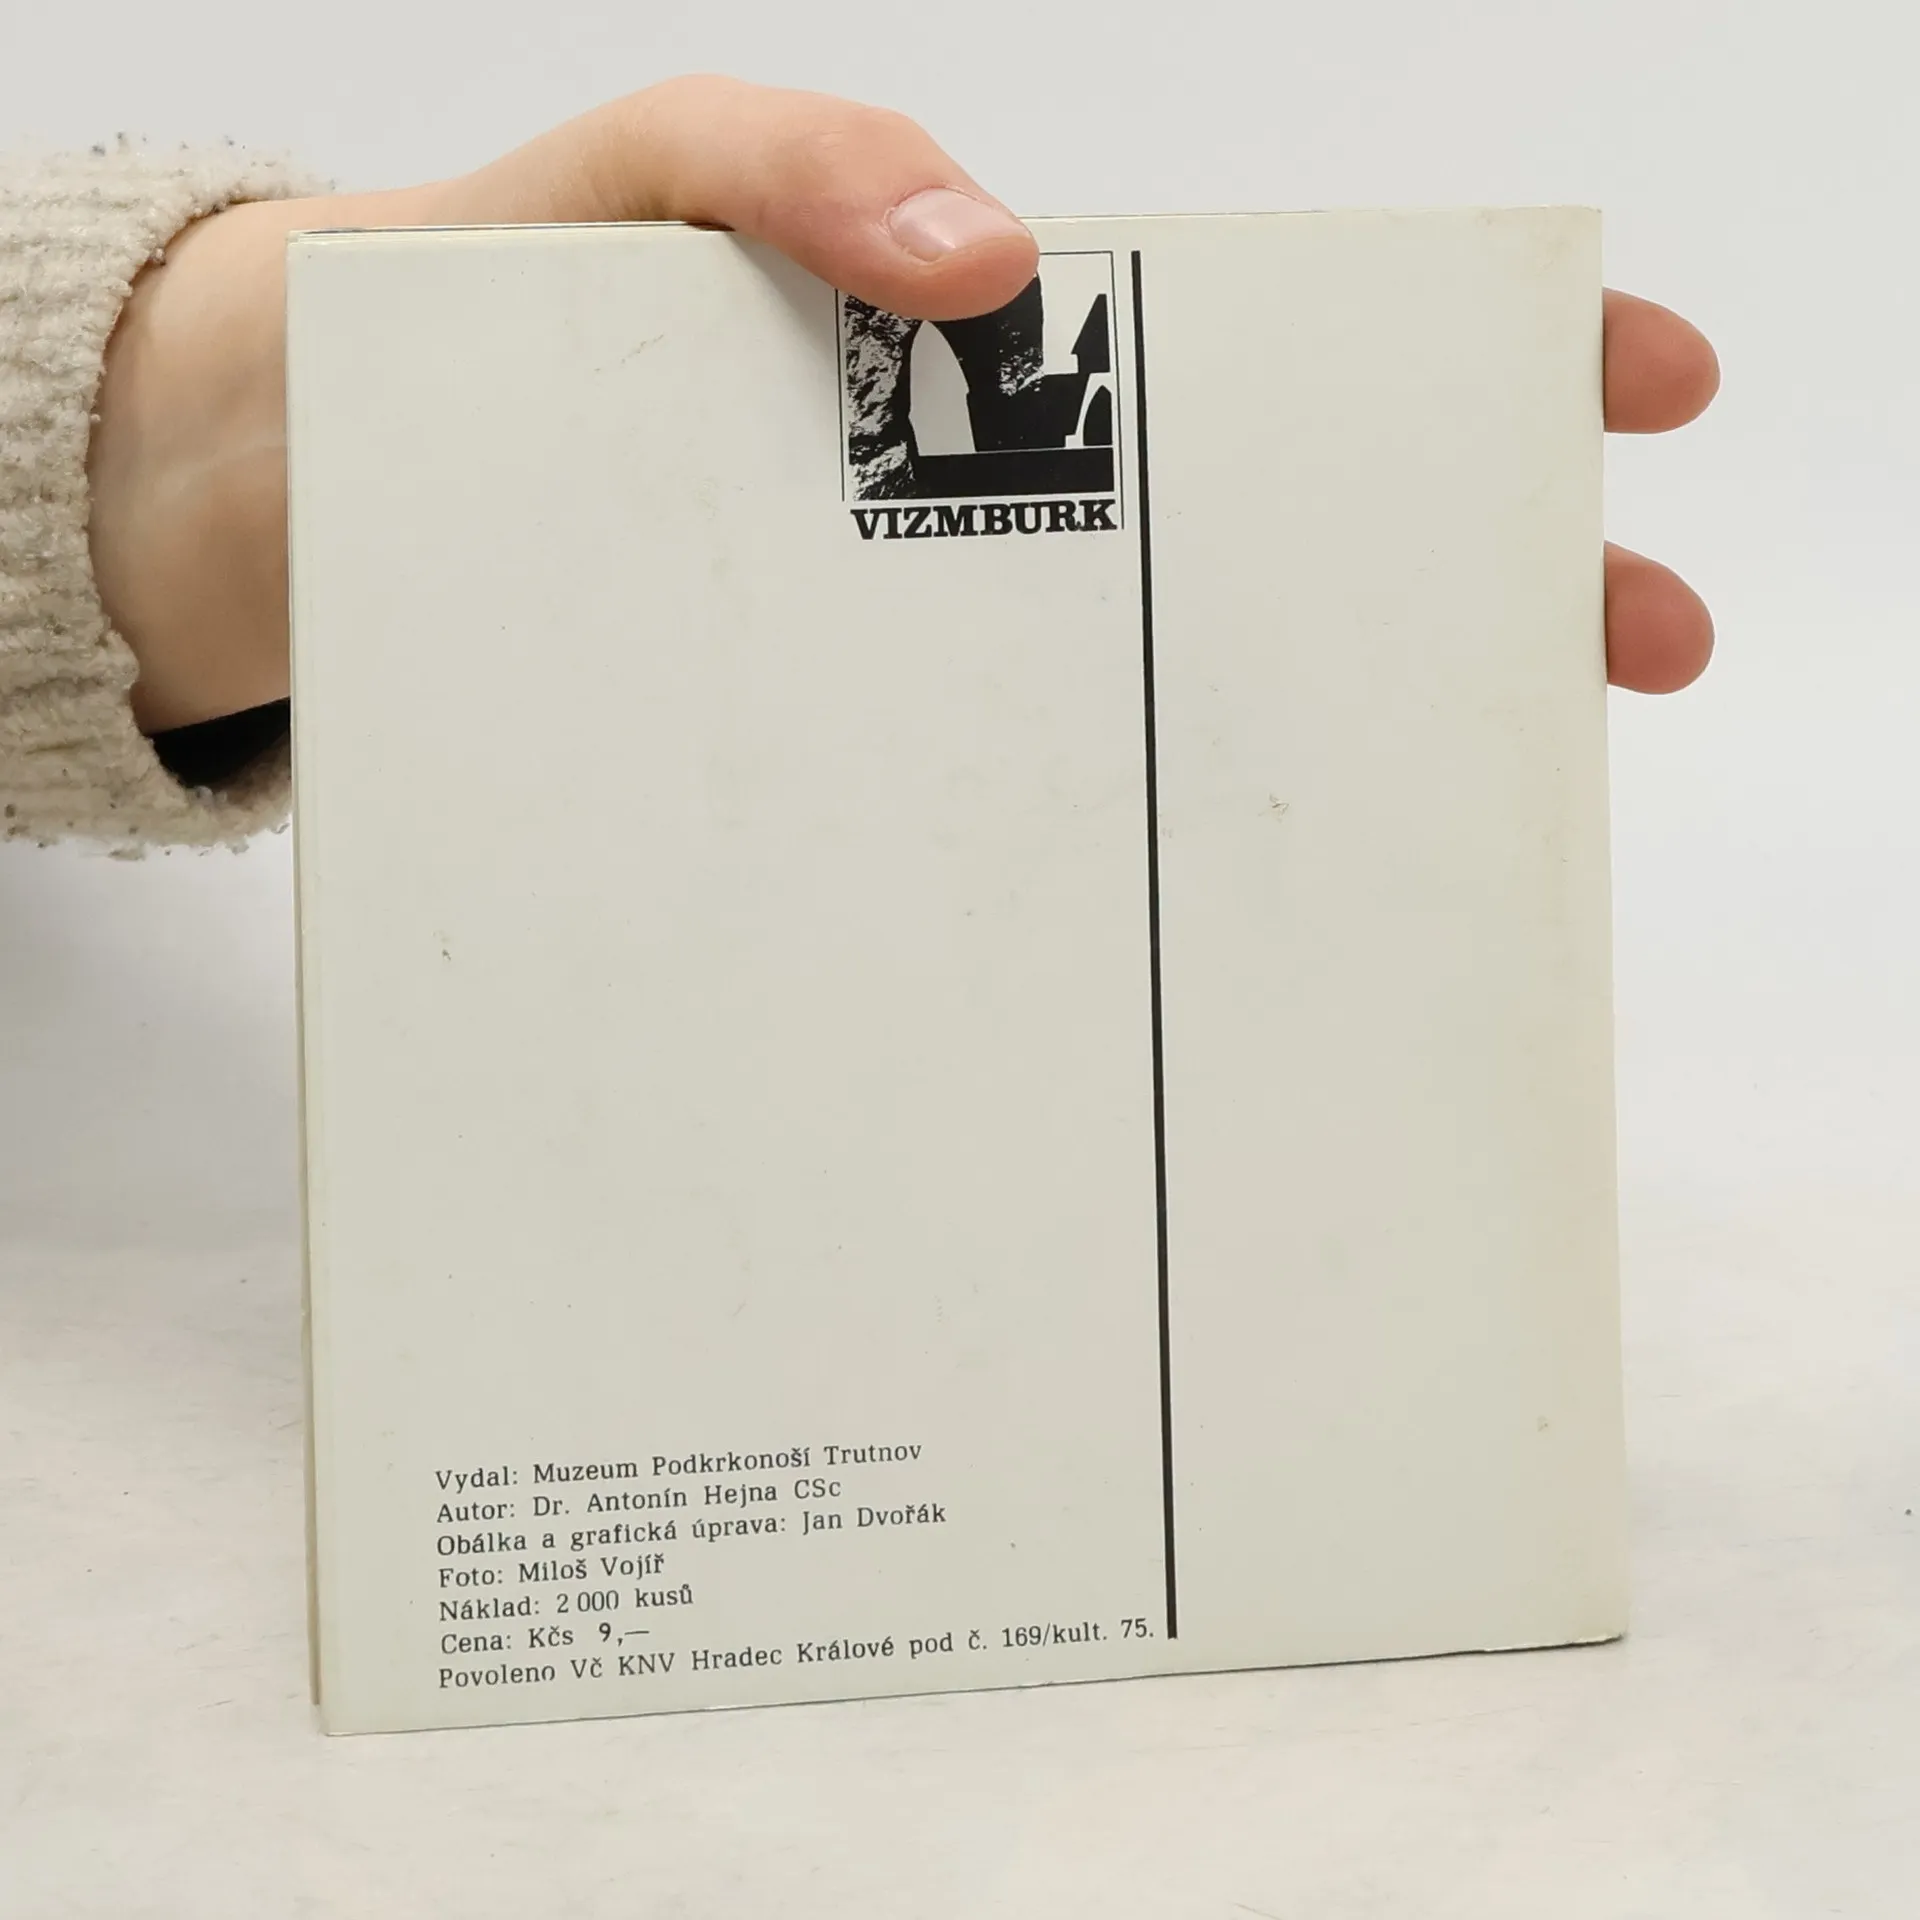 VIZMBURK
Vydal: Muzeum Podkrkonoší Trutnov
Autor: Dr. Antonín Hejna CSc
Obálka a grafická úprava: Jan Dvořák
Foto: Miloš Vojíř
Náklad: 2 000 kusů
Cena: Kčs 9,—
Povoleno Vč KNV Hradec Králové pod č. 169/kult. 75.